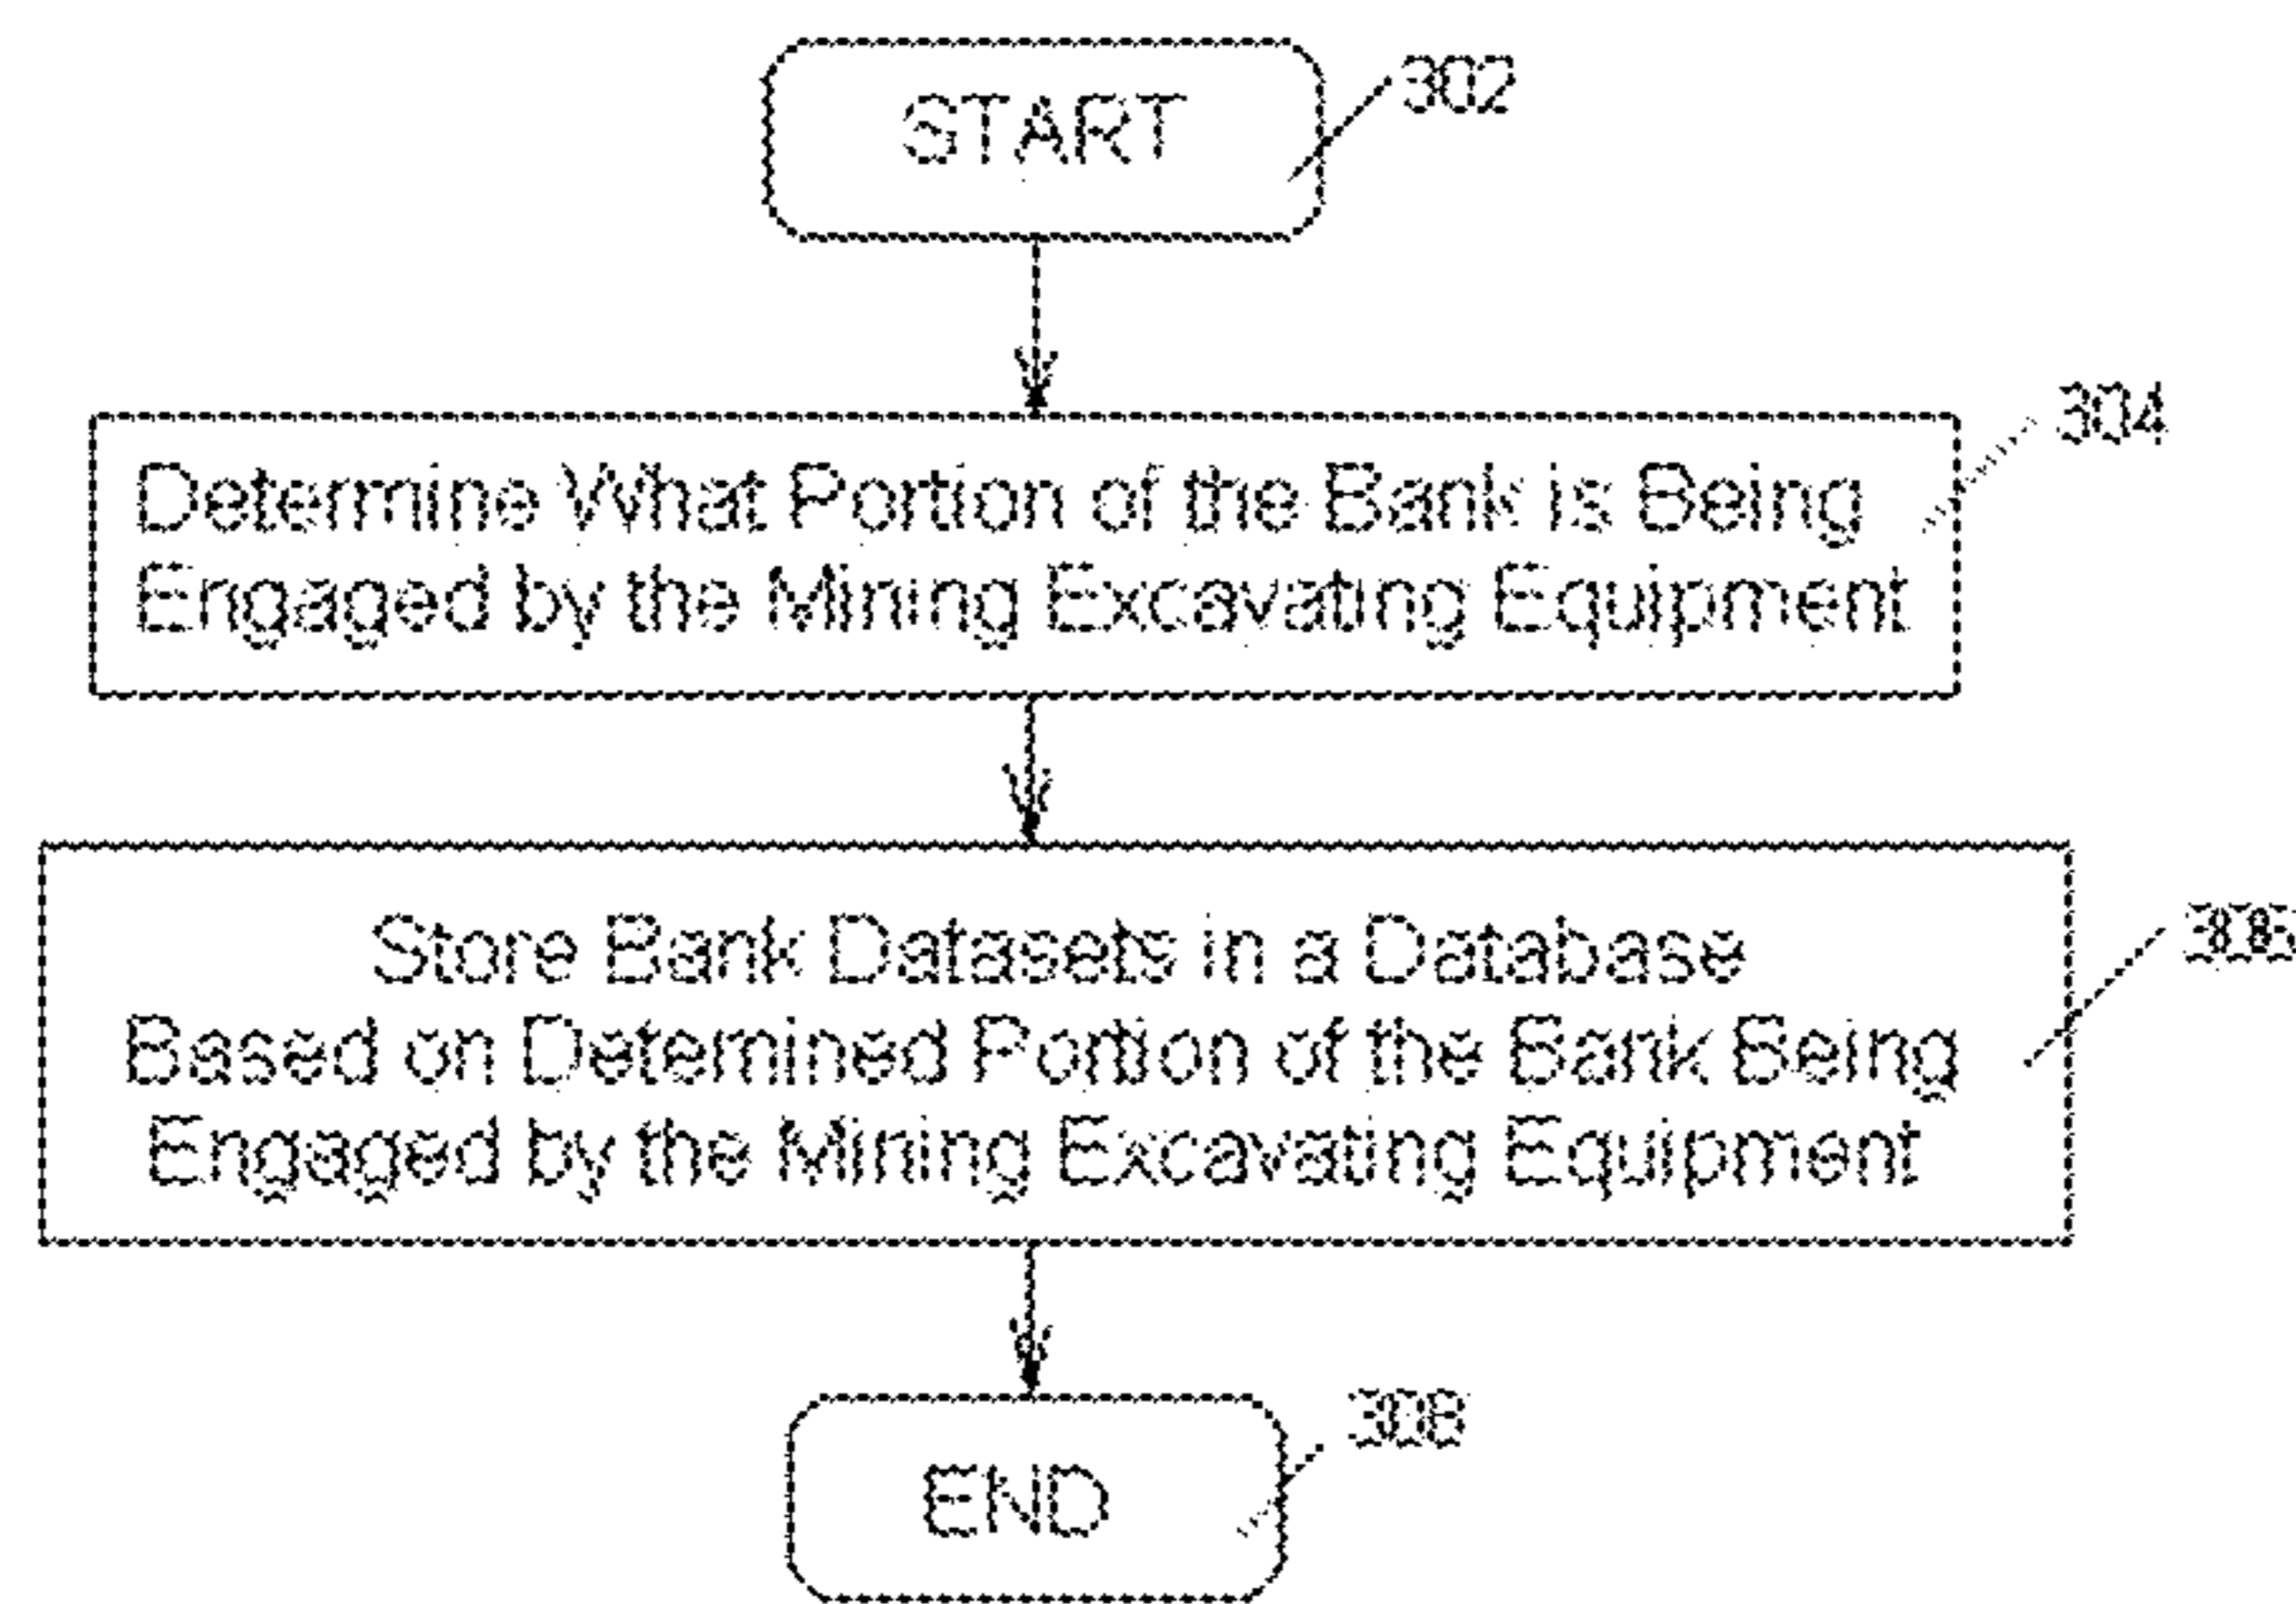 START
302
304
Determine What Portion of the Bank is Being
Engaged by the Mining Excavating Equipment
Store Bank Datasets in a Database
Based on Detemined Portion of the Bank Being
Engaged by the Mining Excavating Equipment
308
END